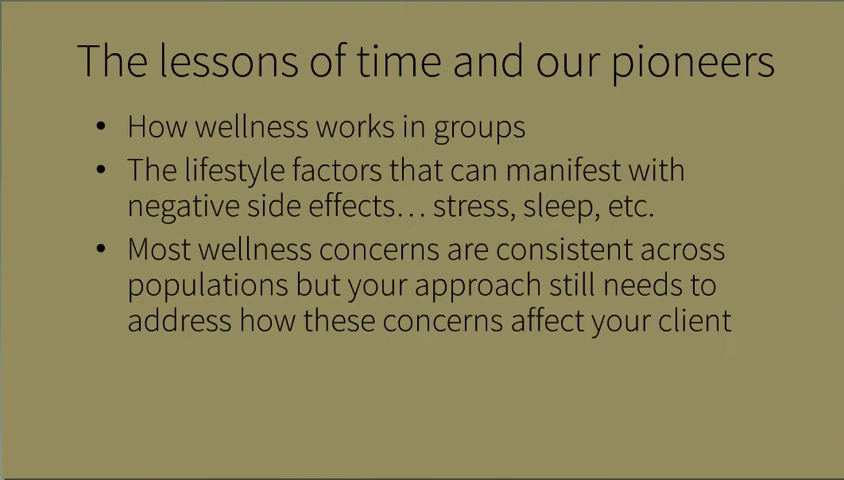 The lessons of time and our pioneers
• How wellness works in groups
• The lifestyle factors that can manifest with
negative side effects… stress, sleep, etc.
• Most wellness concerns are consistent across
populations but your approach still needs to
address how these concerns affect your client